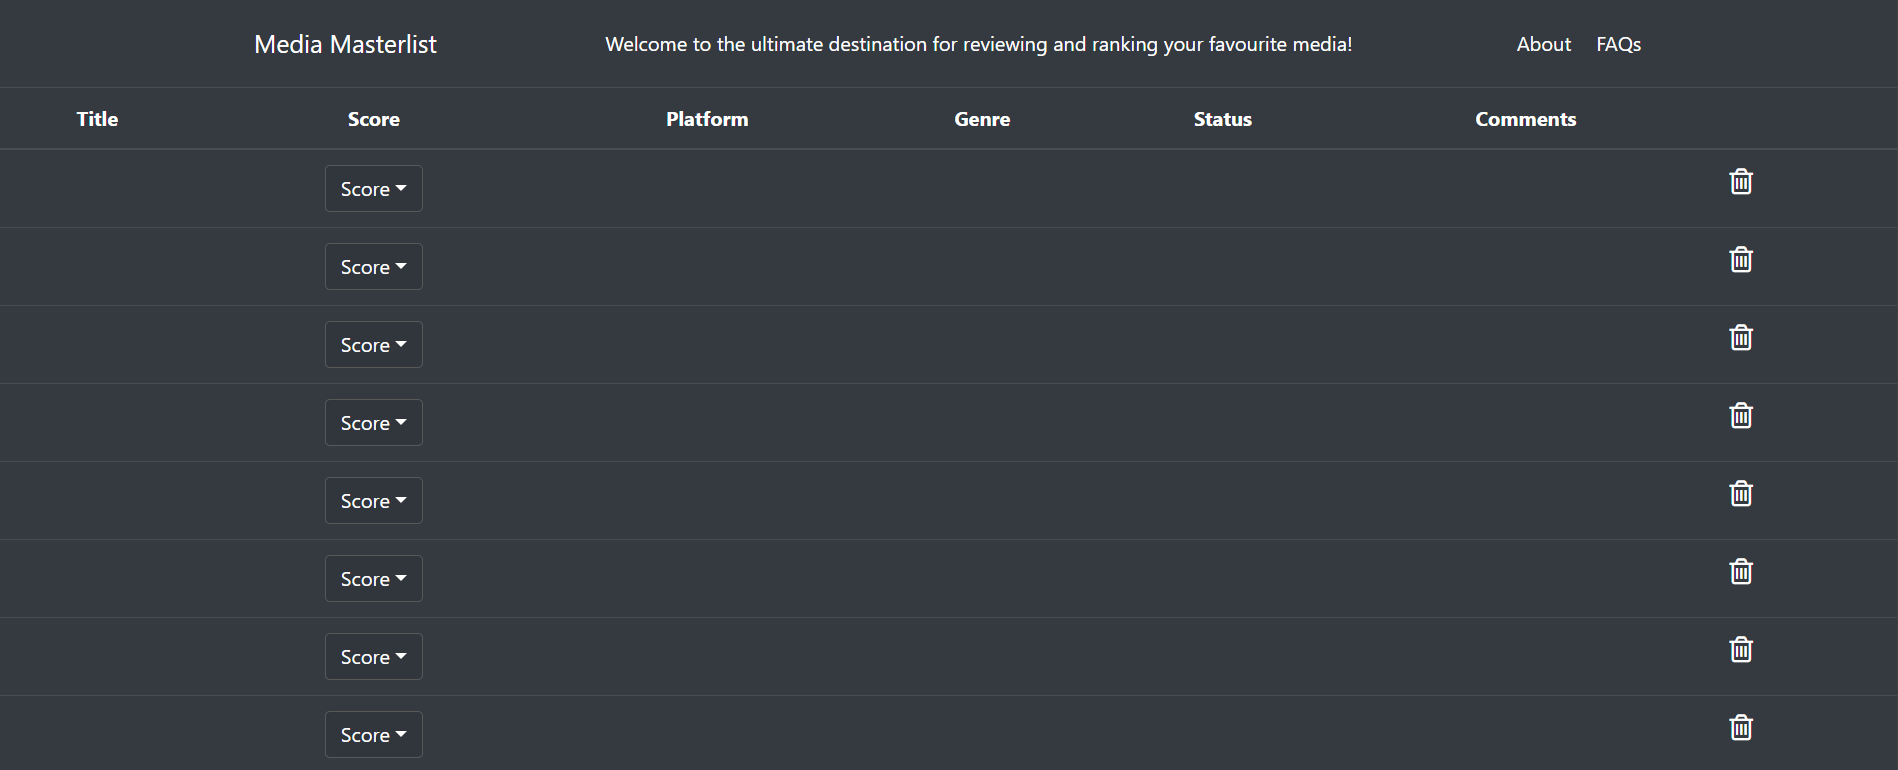 Media Masterlist Welcome to the ultimate destination for reviewing and ranking your favourite media! About FAQs
Title Score Platform Genre Status Comments
Score
Score
Score
Score
Score
Score
Score
Score